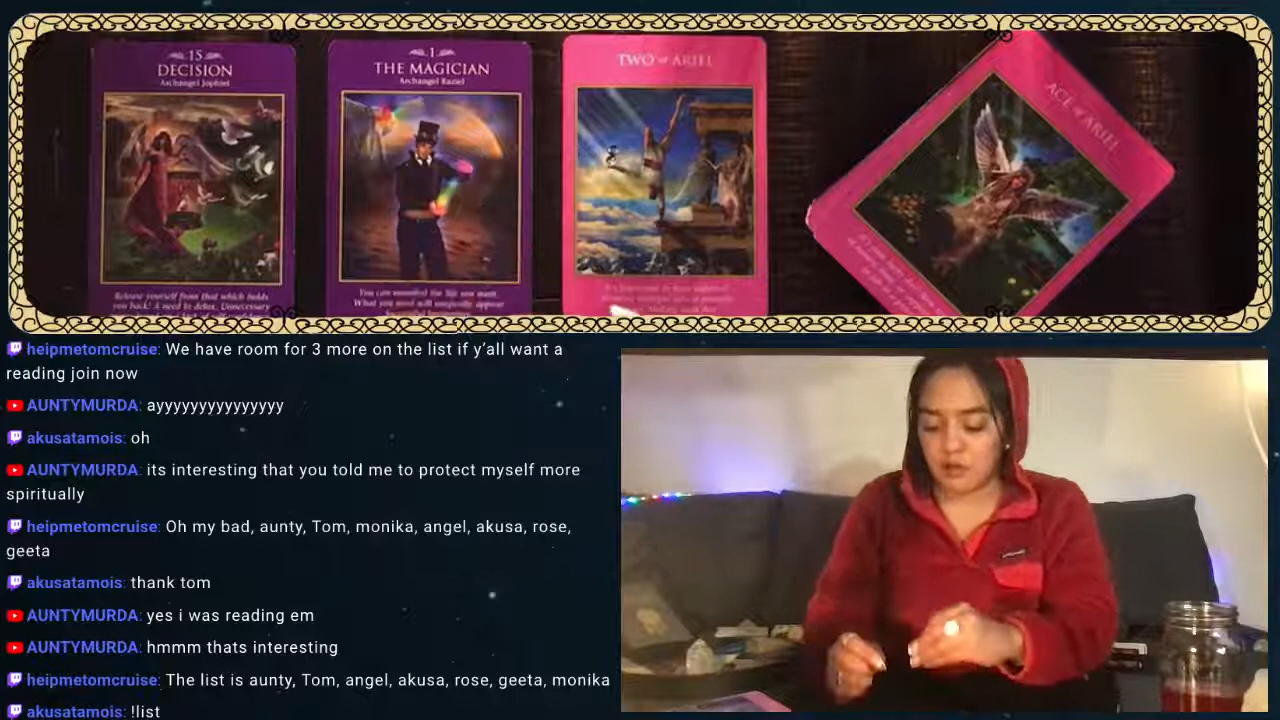 15
DECISION
Archangel Jophiel
Release yourself from that which holds
you back! A need to detox. Unnecessary
1
THE MAGICIAN
Archangel Raziel
You can manifest the life you want.
What you need will magically appear
Successful beginnings
TWO of ARIEL
ACE of ARIEL
heipmetomcruise: We have room for 3 more on the list if y'all want a
reading join now
AUNTYMURDA: ayyyyyyyyyyyyyyy
akusatamois: oh
AUNTYMURDA: its interesting that you told me to protect myself more
spiritually
heipmetomcruise: Oh my bad, aunty, Tom, monika, angel, akusa, rose,
geeta
akusatamois: thank tom
AUNTYMURDA: yes i was reading em
AUNTYMURDA: hmmm thats interesting
heipmetomcruise: The list is aunty, Tom, angel, akusa, rose, geeta, monika
akusatamois: !list